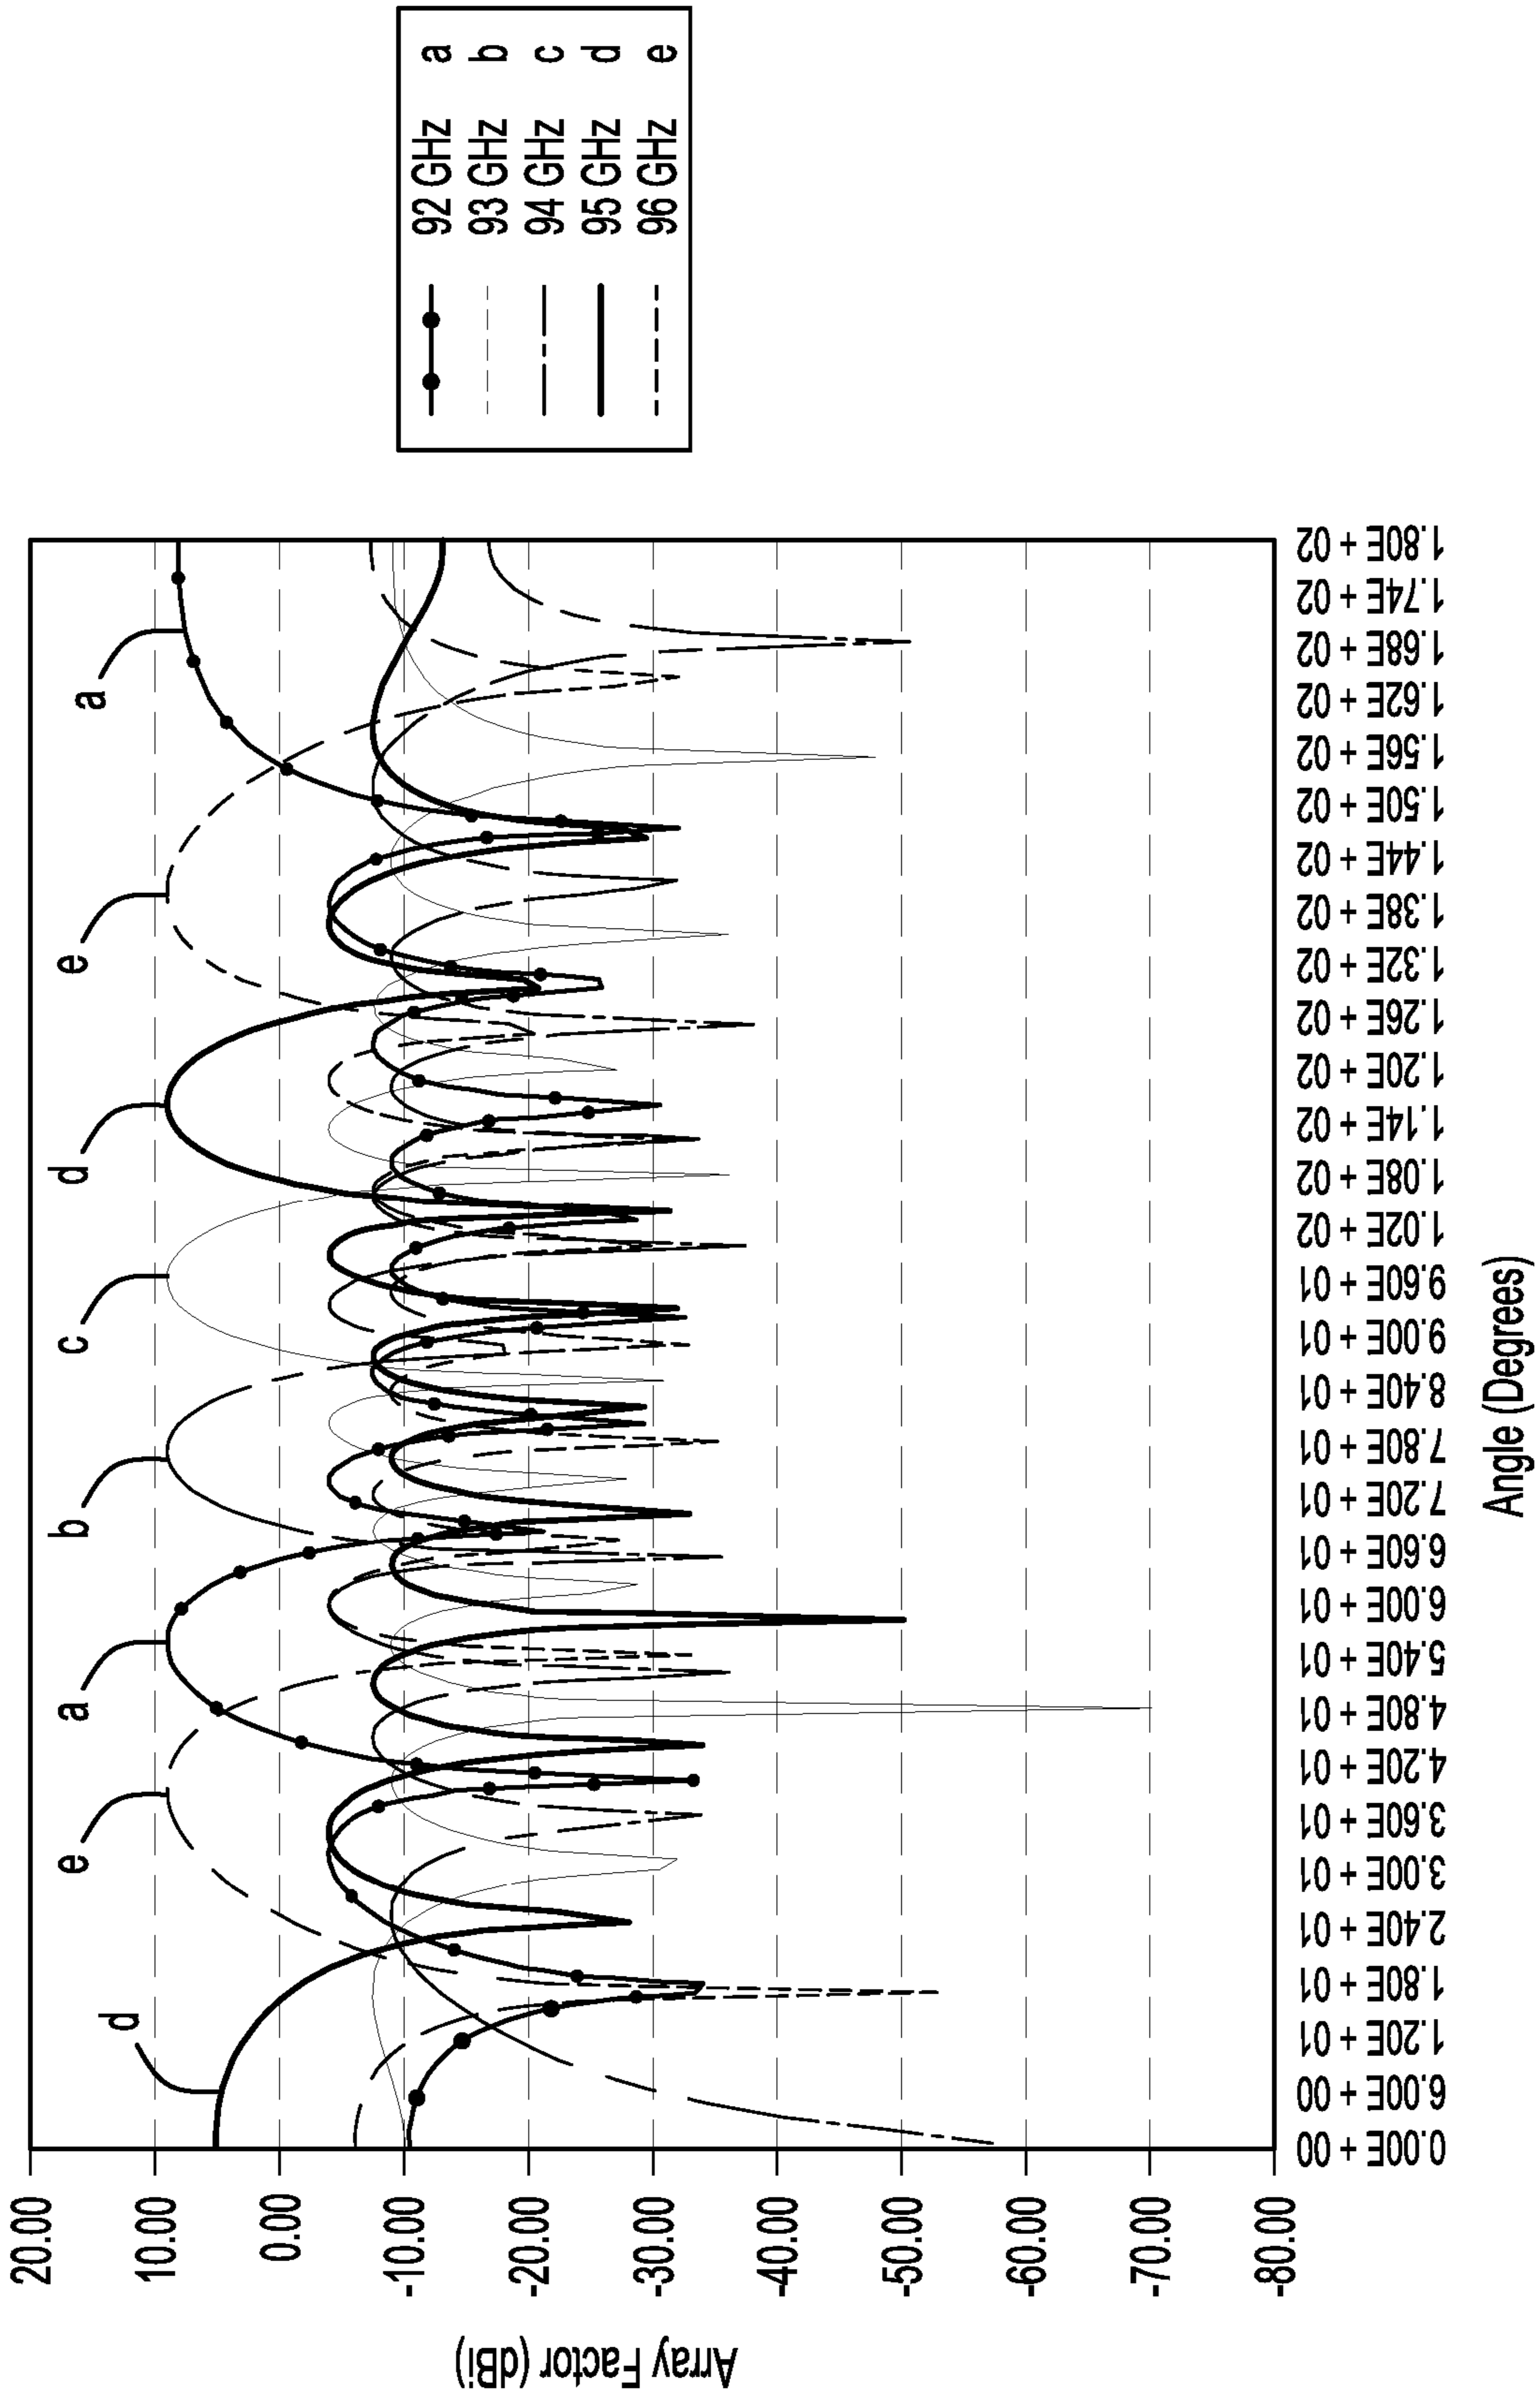 a
e
d
c
b
a
e
d
92 GHz a
93 GHz b
94 GHz c
95 GHz d
96 GHz e
20.00
10.00
0.00
-10.00
-20.00
-30.00
-40.00
-50.00
-60.00
-70.00
-80.00
Array Factor (dBi)
0.00E + 00
6.00E + 00
1.20E + 01
1.80E + 01
2.40E + 01
3.00E + 01
3.60E + 01
4.20E + 01
4.80E + 01
5.40E + 01
6.00E + 01
6.60E + 01
7.20E + 01
7.80E + 01
8.40E + 01
9.00E + 01
9.60E + 01
1.02E + 02
1.08E + 02
1.14E + 02
1.20E + 02
1.26E + 02
1.32E + 02
1.38E + 02
1.44E + 02
1.50E + 02
1.56E + 02
1.62E + 02
1.68E + 02
1.74E + 02
1.80E + 02
Angle (Degrees)